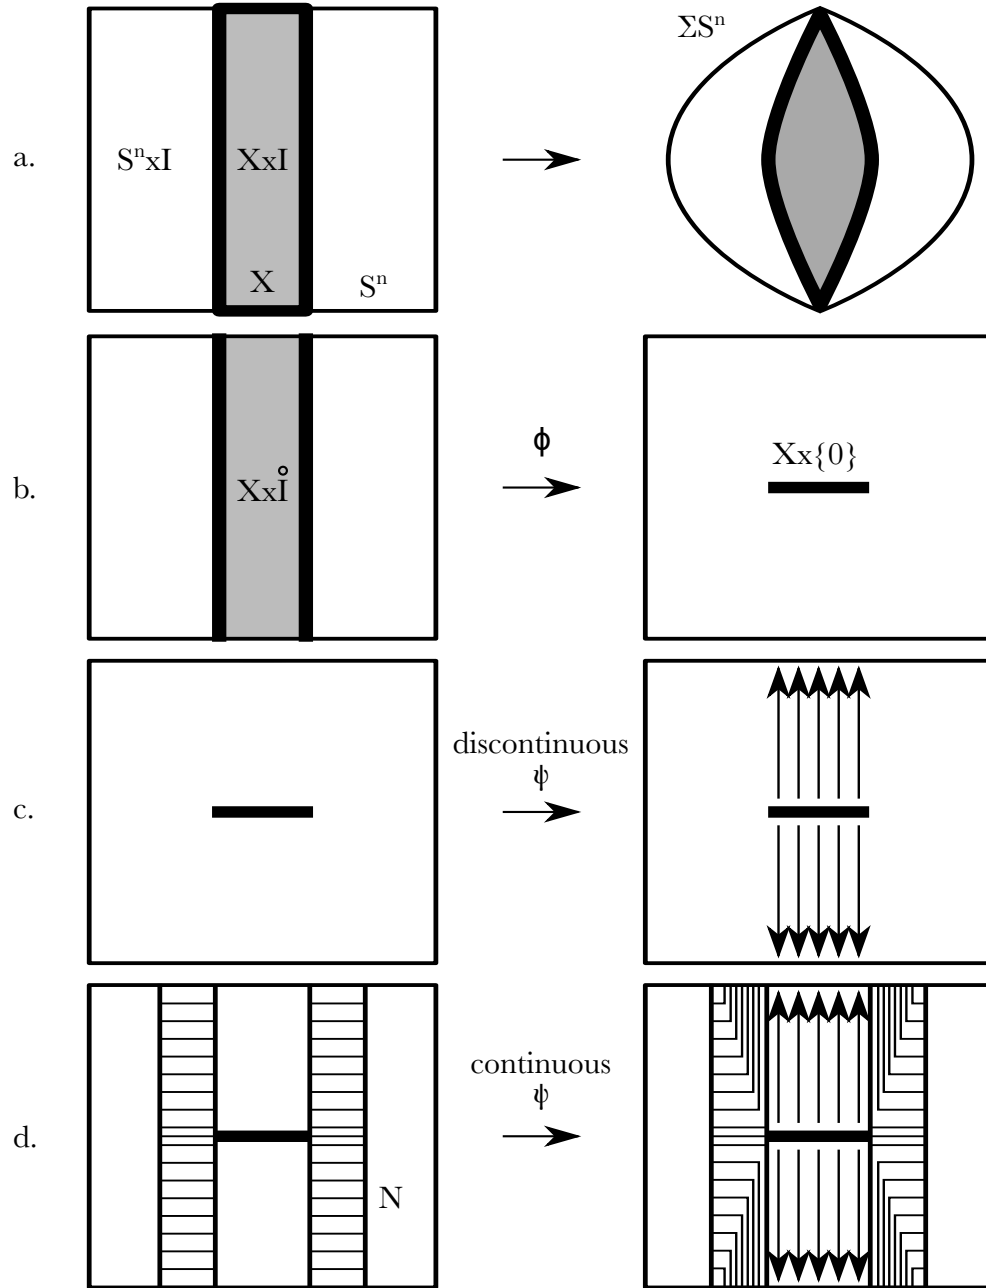 a.
SⁿxI
XxI
X
Sⁿ
ΣSⁿ
b.
XxI̊
ϕ
Xx{0}
c.
discontinuous
ψ
d.
N
continuous
ψ